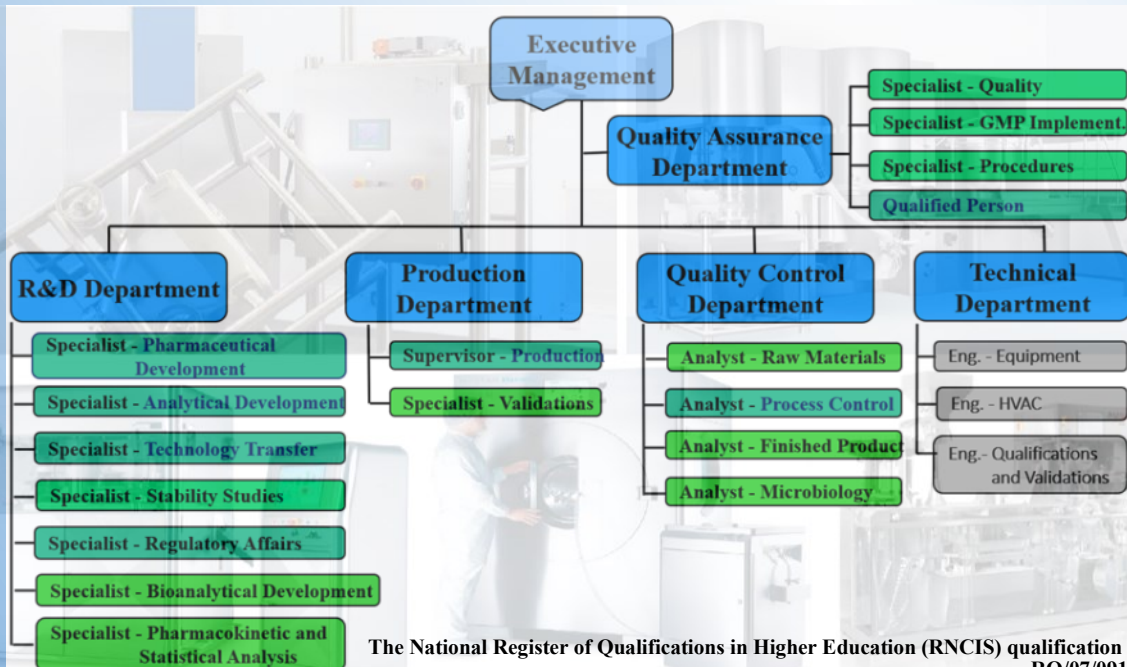 Executive
Management
Quality Assurance
Department
Specialist - Quality
Specialist - GMP Implement.
Specialist - Procedures
Qualified Person
R&D Department
Specialist - Pharmaceutical
Development
Specialist - Analytical Development
Specialist - Technology Transfer
Specialist - Stability Studies
Specialist - Regulatory Affairs
Specialist - Bioanalytical Development
Specialist - Pharmacokinetic and
Statistical Analysis
Production
Department
Supervisor - Production
Specialist - Validations
Quality Control
Department
Analyst - Raw Materials
Analyst - Process Control
Analyst - Finished Product
Analyst - Microbiology
Technical
Department
Eng. - Equipment
Eng. - HVAC
Eng.- Qualifications
and Validations
The National Register of Qualifications in Higher Education (RNCIS) qualification